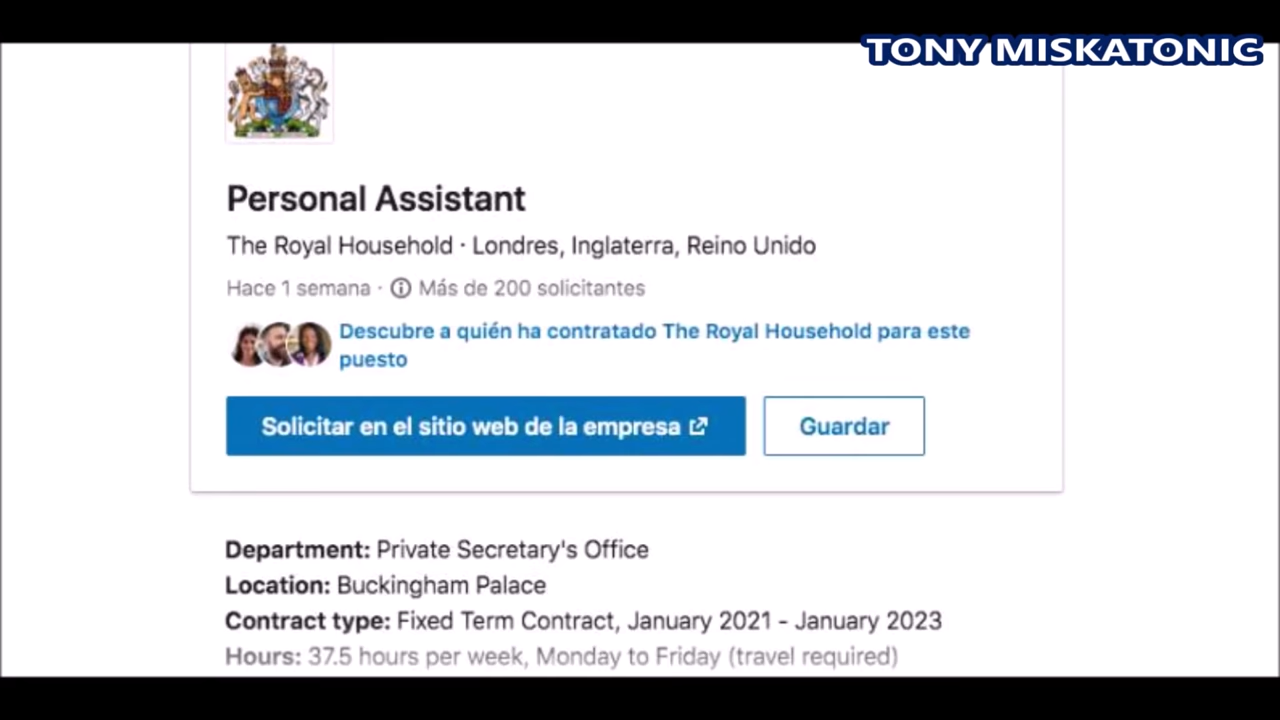 TONY MISKATONIC
Personal Assistant
The Royal Household · Londres, Inglaterra, Reino Unido
Hace 1 semana · Más de 200 solicitantes
Descubre a quién ha contratado The Royal Household para este
puesto
Solicitar en el sitio web de la empresa
Guardar
Department: Private Secretary's Office
Location: Buckingham Palace
Contract type: Fixed Term Contract, January 2021 - January 2023
Hours: 37.5 hours per week, Monday to Friday (travel required)